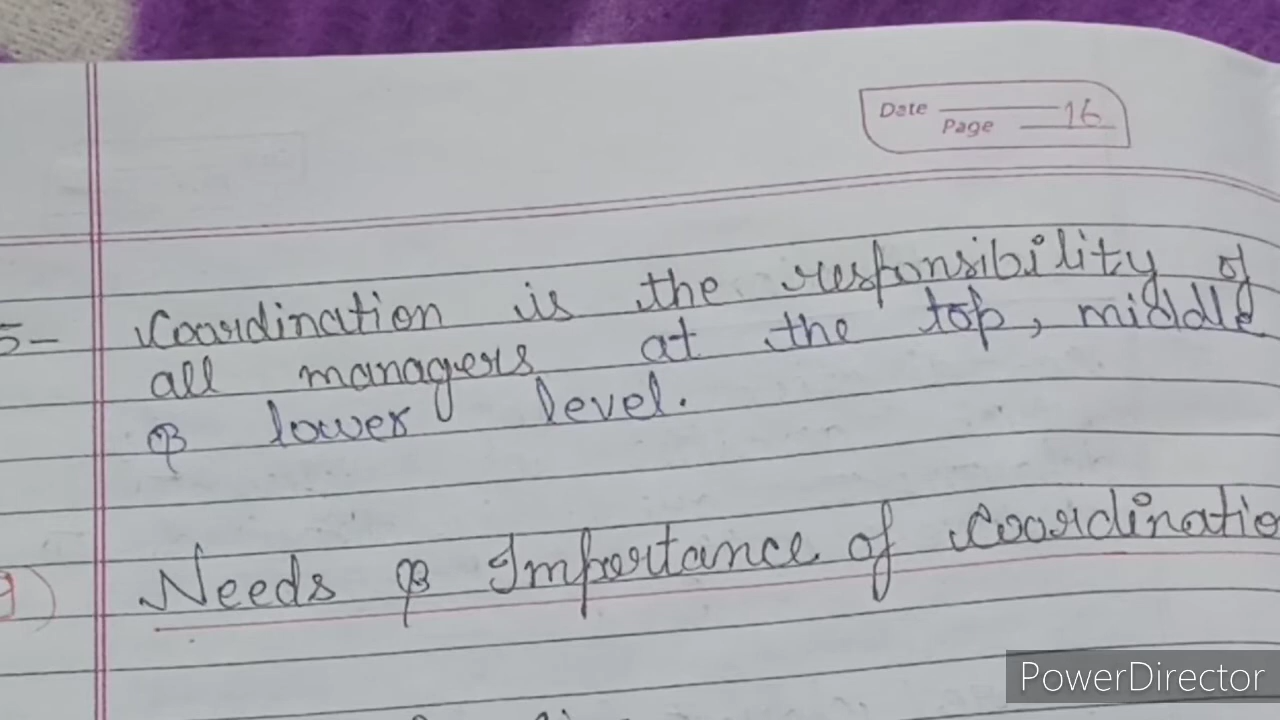 Date 16
Page
5- Coordination is the responsibility of
all managers at the top, middle
& lower level.
Needs & Importance of Coordinatio
PowerDirector